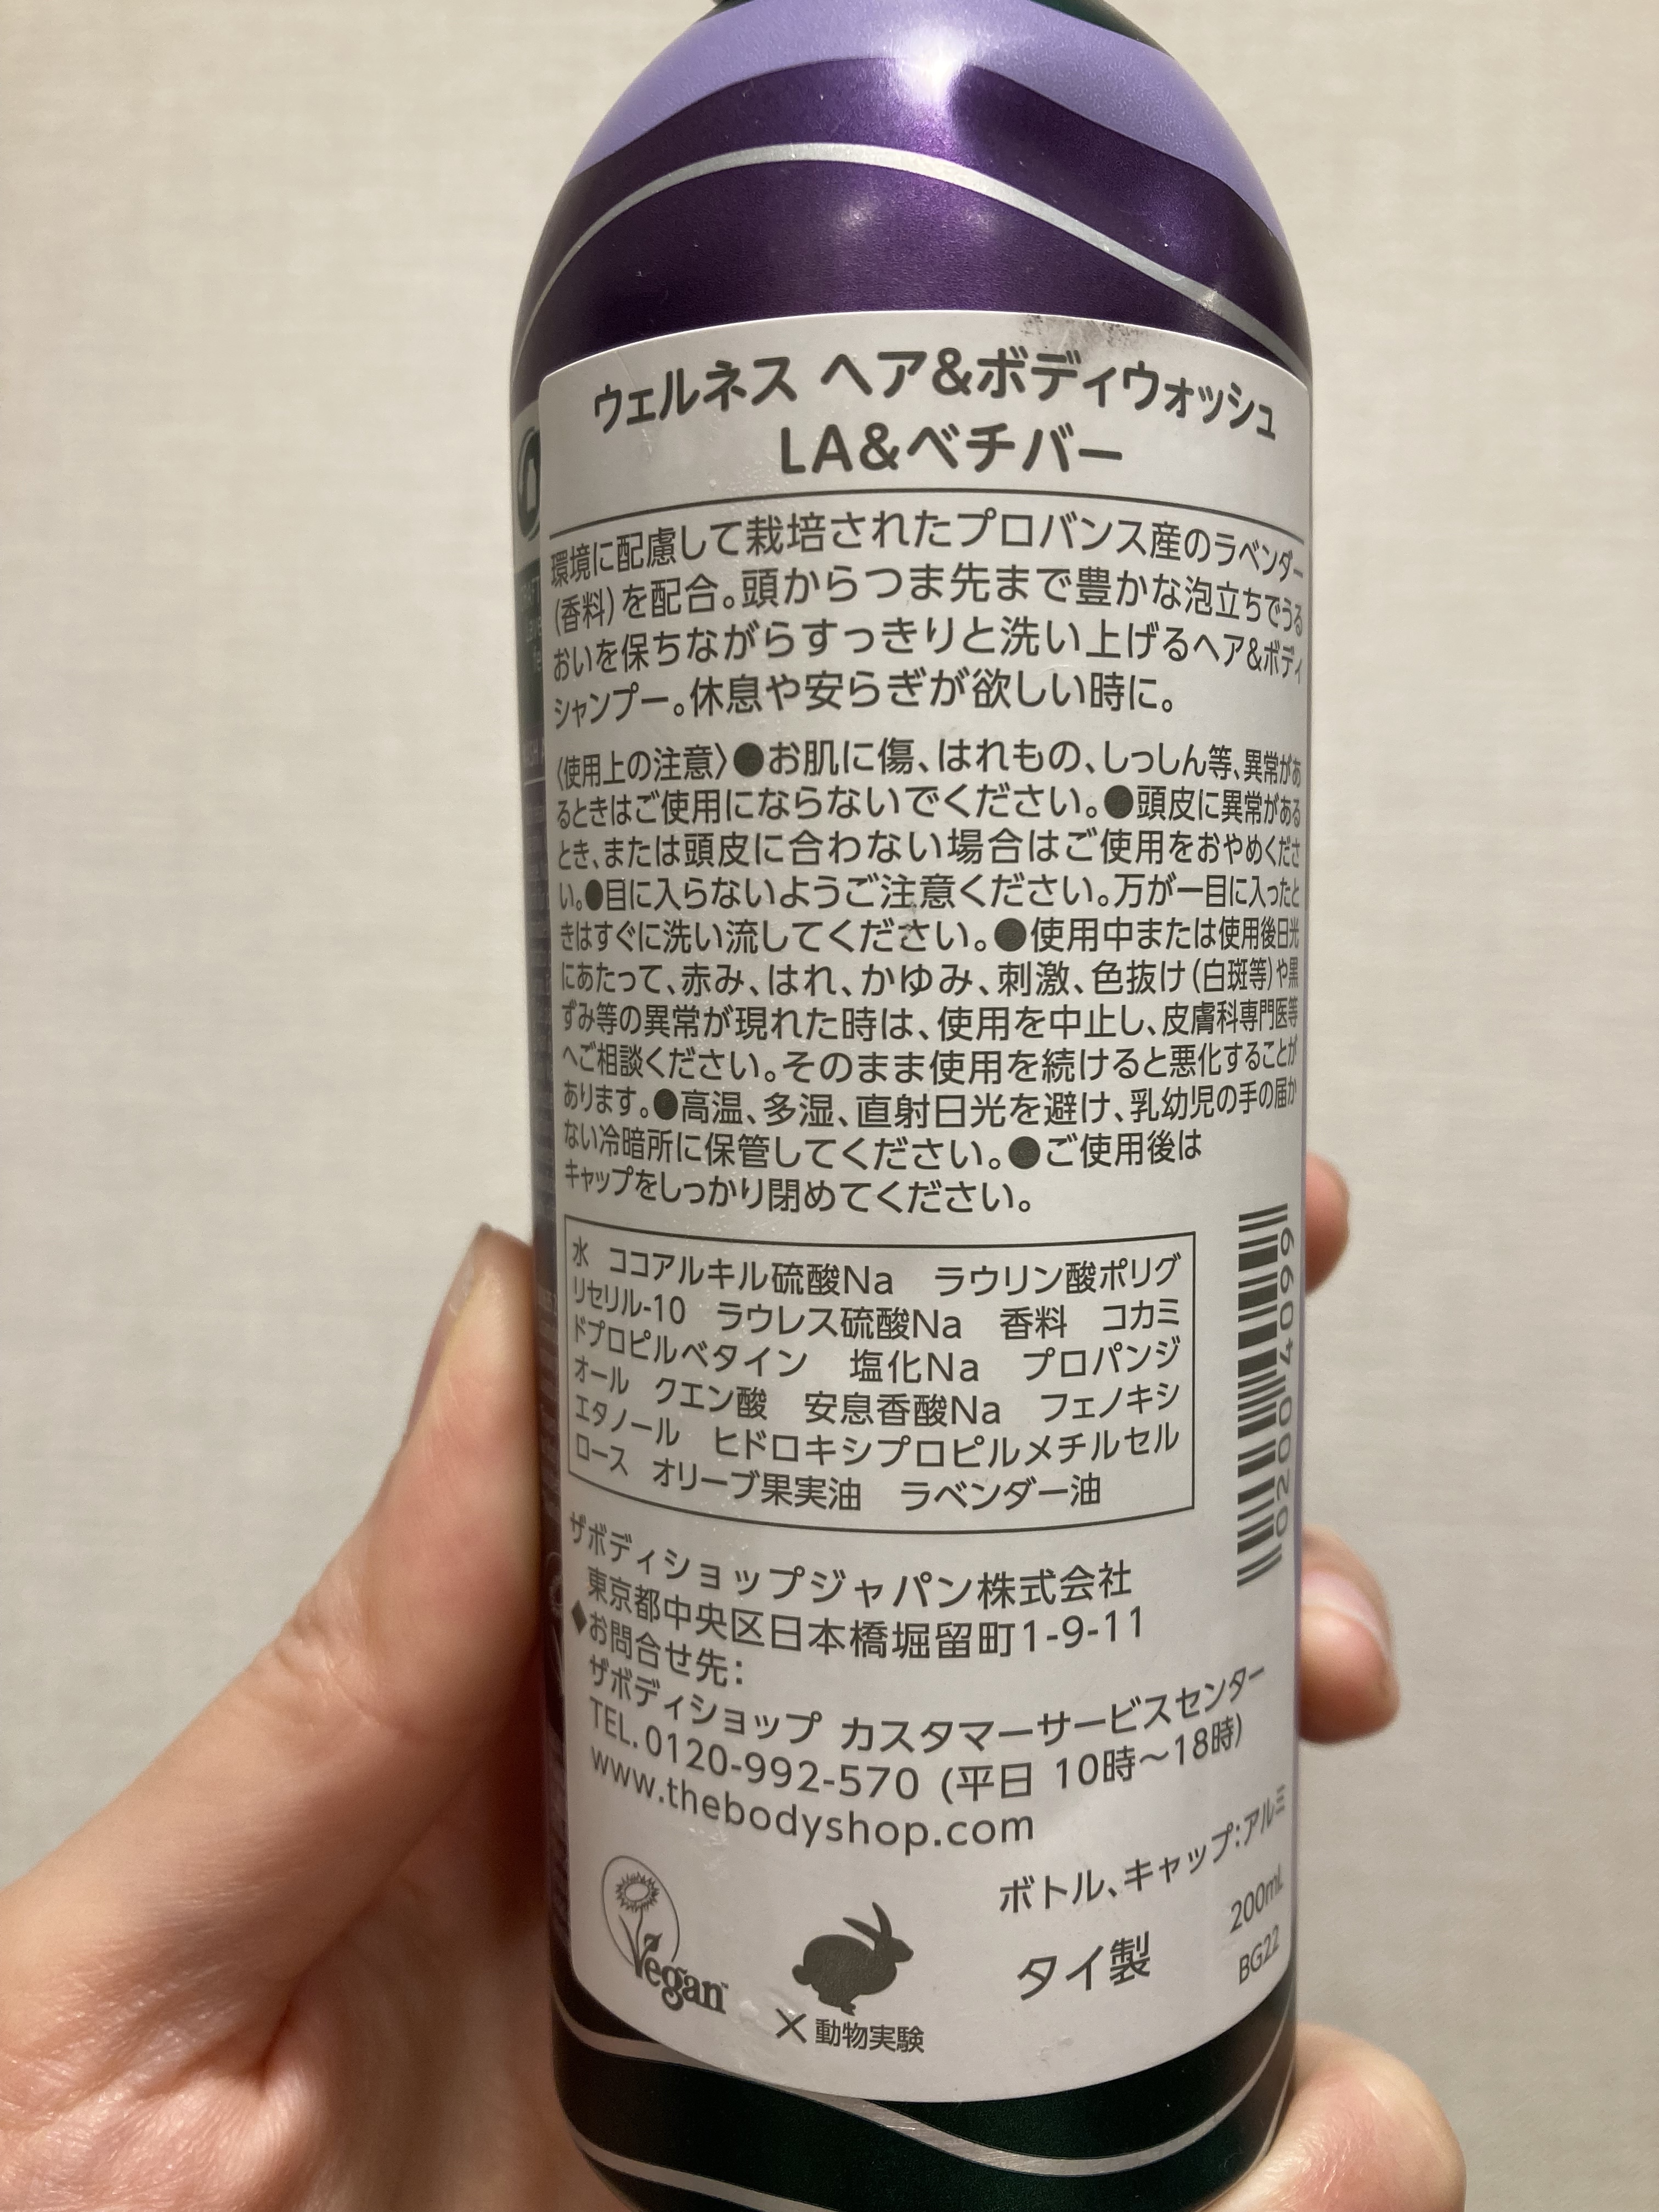 ウェルネス ヘア&ボディウォッシュ
LA&ベチバー
環境に配慮して栽培されたプロバンス産のラベンダー
(香料)を配合。頭からつま先まで豊かな泡立ちでうる
おいを保ちながらすっきりと洗い上げるヘア&ボディ
シャンプー。休息や安らぎが欲しい時に。
〈使用上の注意〉●お肌に傷、はれもの、しっしん等、異常があ
るときはご使用にならないでください。●頭皮に異常がある
とき、または頭皮に合わない場合はご使用をおやめくださ
い。●目に入らないようご注意ください。万が一目に入ったと
きはすぐに洗い流してください。●使用中または使用後日光
にあたって、赤み、はれ、かゆみ、刺激、色抜け(白斑等)や黒
ずみ等の異常が現れた時は、使用を中止し、皮膚科専門医等
へご相談ください。そのまま使用を続けると悪化することが
あります。●高温、多湿、直射日光を避け、乳幼児の手の届か
ない冷暗所に保管してください。●ご使用後は
キャップをしっかり閉めてください。
水 ココアルキル硫酸Na ラウリン酸ポリグ
リセリル-10 ラウレス硫酸Na 香料 コカミ
ドプロピルベタイン 塩化Na プロパンジ
オール クエン酸 安息香酸Na フェノキシ
エタノール ヒドロキシプロピルメチルセル
ロース オリーブ果実油 ラベンダー油
02004099
ザボディショップジャパン株式会社
東京都中央区日本橋堀留町1-9-11
◆お問合せ先:
ザボディショップ カスタマーサービスセンター
TEL.0120-992-570 (平日 10時～18時)
www.thebodyshop.com
ボトル、キャップ:アルミ
200mL
タイ製
BG22
Vegan
×動物実験